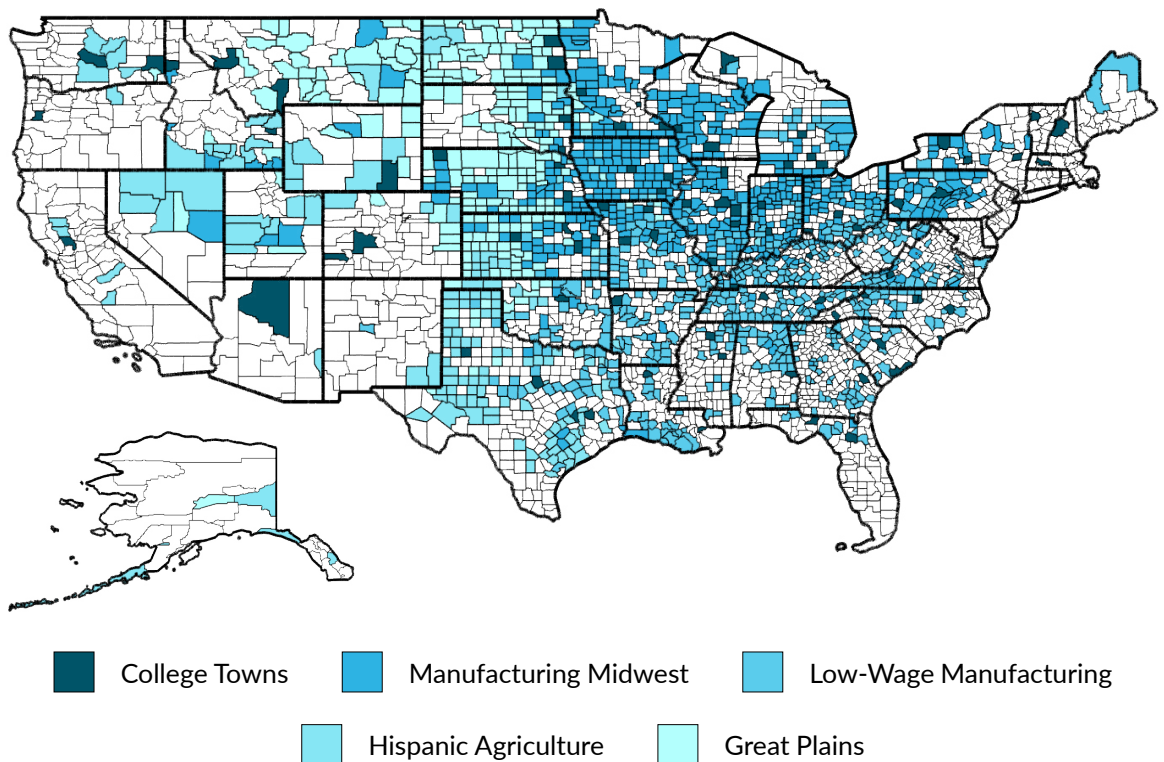 College Towns
Manufacturing Midwest
Low-Wage Manufacturing
Hispanic Agriculture
Great Plains